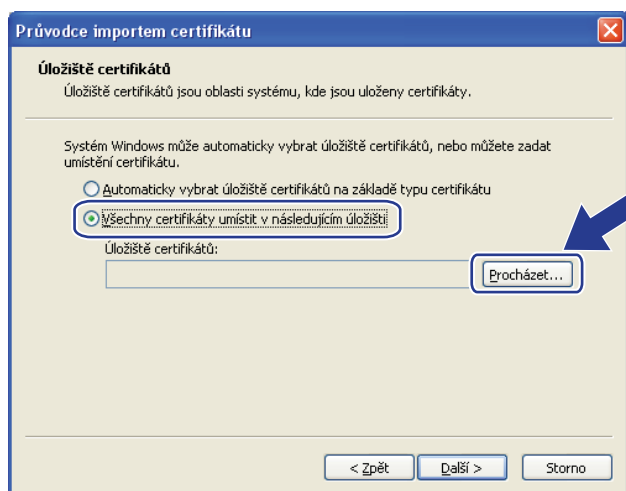 Průvodce importem certifikátu
Úložiště certifikátů
Úložiště certifikátů jsou oblasti systému, kde jsou uloženy certifikáty.
Systém Windows může automaticky vybrat úložiště certifikátů, nebo můžete zadat
umístění certifikátu.
Automaticky vybrat úložiště certifikátů na základě typu certifikátu
Všechny certifikáty umístit v následujícím úložišti
Úložiště certifikátů:
Procházet...
< Zpět Další > Storno